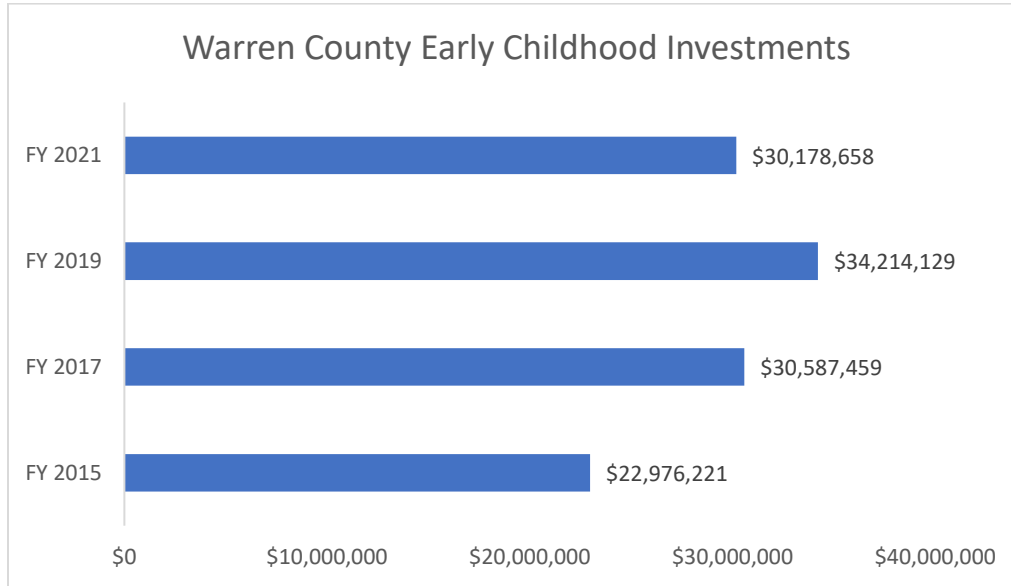 Warren County Early Childhood Investments
FY 2021 $30,178,658
FY 2019 $34,214,129
FY 2017 $30,587,459
FY 2015 $22,976,221
$0 $10,000,000 $20,000,000 $30,000,000 $40,000,000